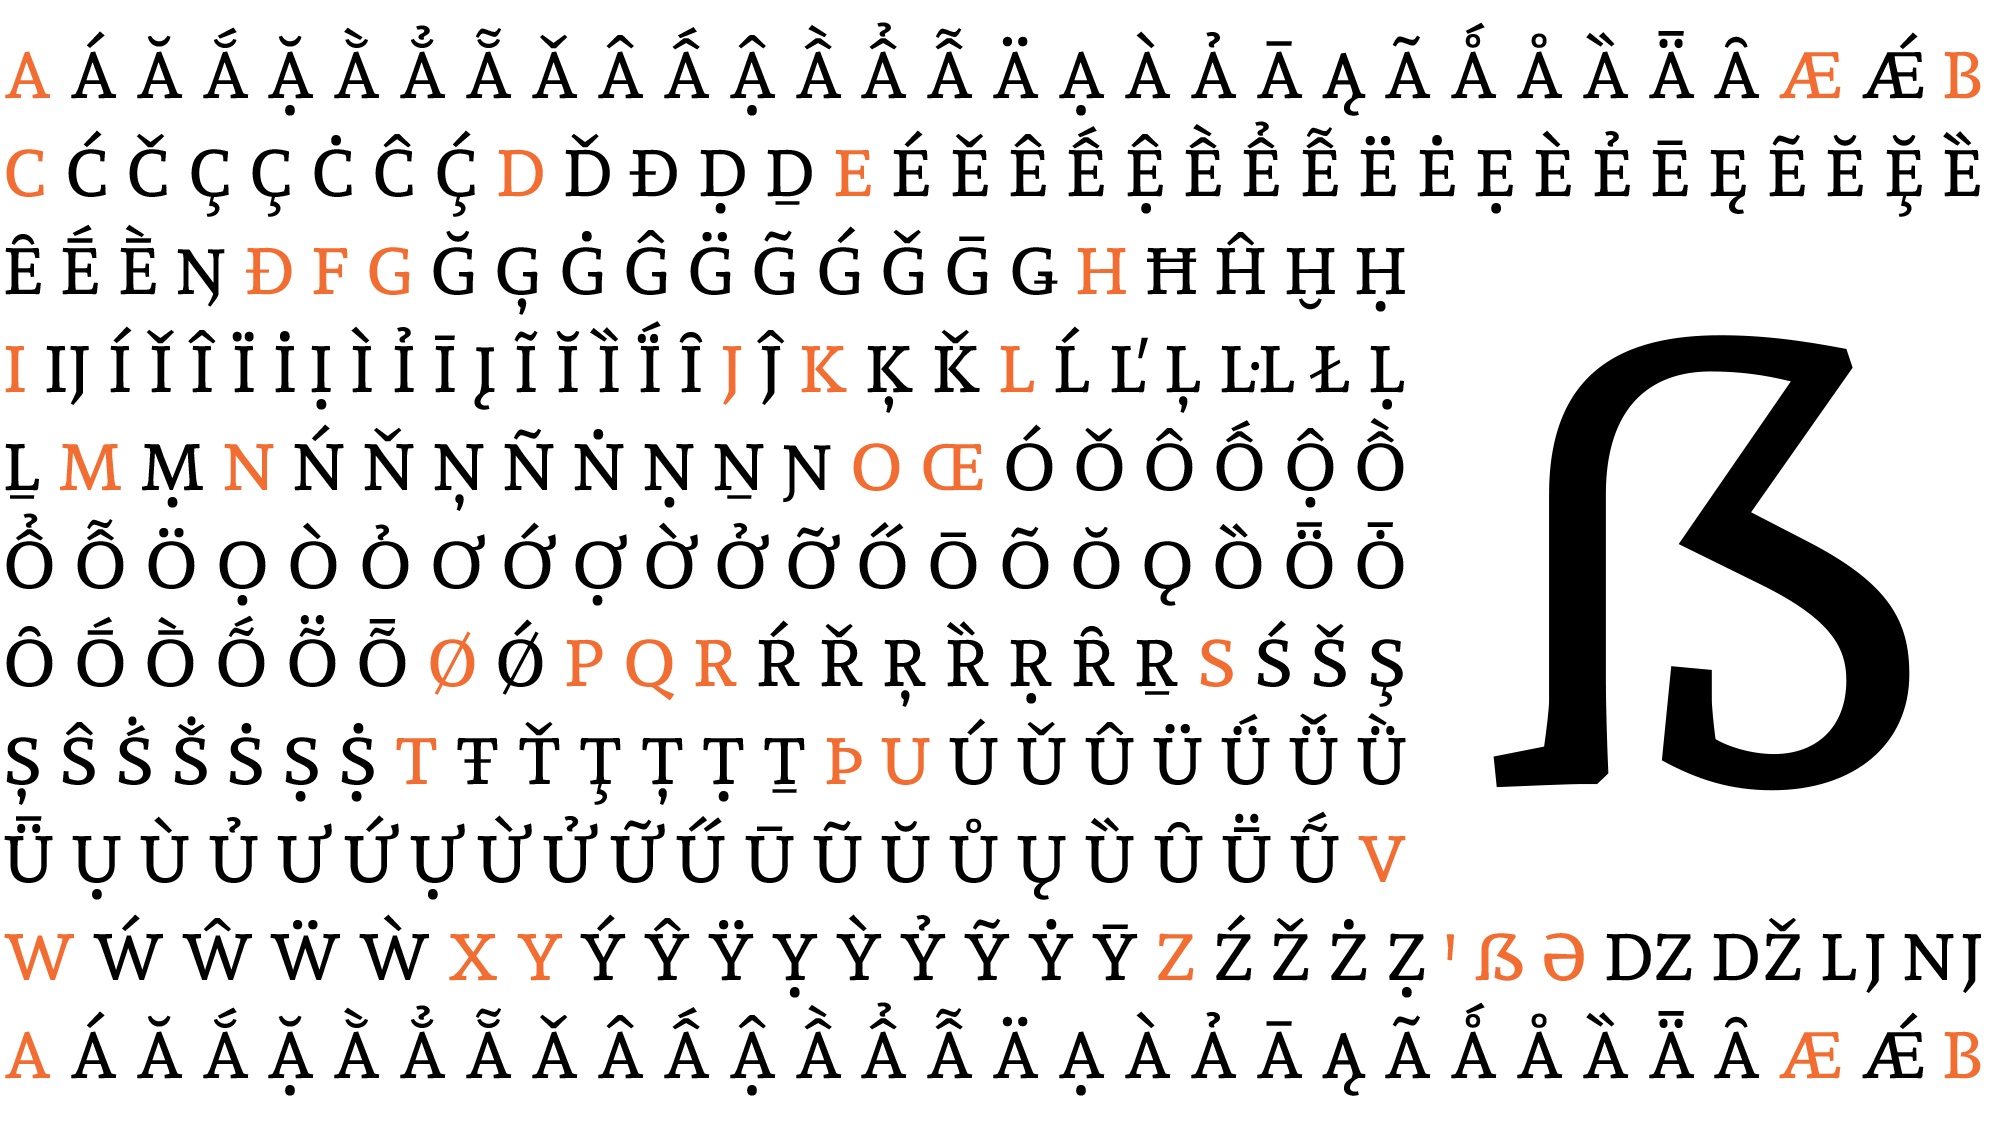 A Á Ă Ắ Ặ Ằ Ẳ Ẵ Ǎ Â Ấ Ậ Ầ Ẩ Ẫ Ä Ạ À Ả Ā Ą Ã Ǻ Å Ȁ Ǟ Ȃ Æ Ǽ B
C Ć Č Ç Ç Ċ Ĉ Ḉ D Ď Đ Ḍ Ḏ E É Ě Ê Ế Ệ Ề Ể Ễ Ë Ė Ẹ È Ẻ Ē Ę Ẽ Ĕ Ḝ Ȅ
Ȇ Ḗ Ḕ Ŋ Ð F G Ğ Ģ Ġ Ĝ G̈ G̃ Ǵ Ǧ Ḡ Ǥ H Ħ Ĥ Ḫ Ḥ
I IJ Í Ǐ Î Ï İ Ị Ì Ỉ Ī Į Ĩ Ĭ Ȉ Ḯ Ȋ J Ĵ K Ķ Ǩ L Ĺ Ľ Ļ L·L Ł Ḷ
ẞ
Ḻ M Ṃ N Ń Ň Ņ Ñ Ṅ Ṇ Ṉ Ɲ O Œ Ó Ǒ Ô Ố Ộ Ồ
Ổ Ỗ Ö Ọ Ò Ỏ Ơ Ớ Ợ Ờ Ở Ỡ Ő Ō Õ Ŏ Ǫ Ȍ Ȫ Ȱ
Ȏ Ṓ Ṑ Ṍ Ṏ Ȭ Ø Ǿ P Q R Ŕ Ř Ŗ Ȑ Ṛ Ȓ Ṟ S Ś Š Ş
Ș Ŝ Ṥ Ṧ Ṡ Ṣ Ṩ T Ŧ Ť Ţ Ț Ṭ Ṯ Þ U Ú Ǔ Û Ü Ǘ Ǚ Ǜ
Ǖ Ụ Ù Ủ Ư Ứ Ự Ừ Ử Ữ Ű Ū Ũ Ŭ Ů Ų Ȕ Ȗ Ṻ Ṹ V
W Ẃ Ŵ Ẅ Ẁ X Y Ý Ŷ Ÿ Ỵ Ỳ Ỷ Ỹ Ẏ Ȳ Z Ź Ž Ż Ẓ Ꞌ ẞ Ə DZ DŽ LJ NJ
A Á Ă Ắ Ặ Ằ Ẳ Ẵ Ǎ Â Ấ Ậ Ầ Ẩ Ẫ Ä Ạ À Ả Ā Ą Ã Ǻ Å Ȁ Ǟ Ȃ Æ Ǽ B